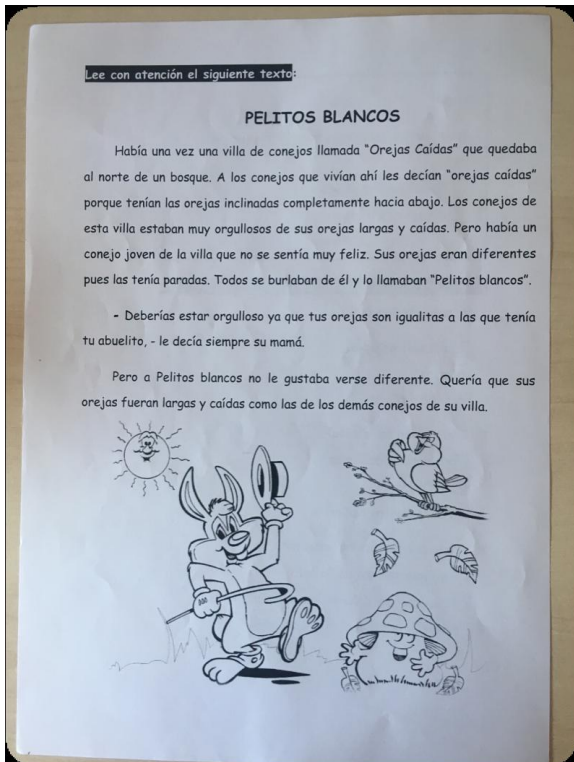 Lee con atención el siguiente texto:
PELITOS BLANCOS
Había una vez una villa de conejos llamada "Orejas Caídas" que quedaba
al norte de un bosque. A los conejos que vivían ahí les decían "orejas caídas"
porque tenían las orejas inclinadas completamente hacia abajo. Los conejos de
esta villa estaban muy orgullosos de sus orejas largas y caídas. Pero había un
conejo joven de la villa que no se sentía muy feliz. Sus orejas eran diferentes
pues las tenía paradas. Todos se burlaban de él y lo llamaban "Pelitos blancos".
- Deberías estar orgulloso ya que tus orejas son igualitas a las que tenía
tu abuelito, - le decía siempre su mamá.
Pero a Pelitos blancos no le gustaba verse diferente. Quería que sus
orejas fueran largas y caídas como las de los demás conejos de su villa.